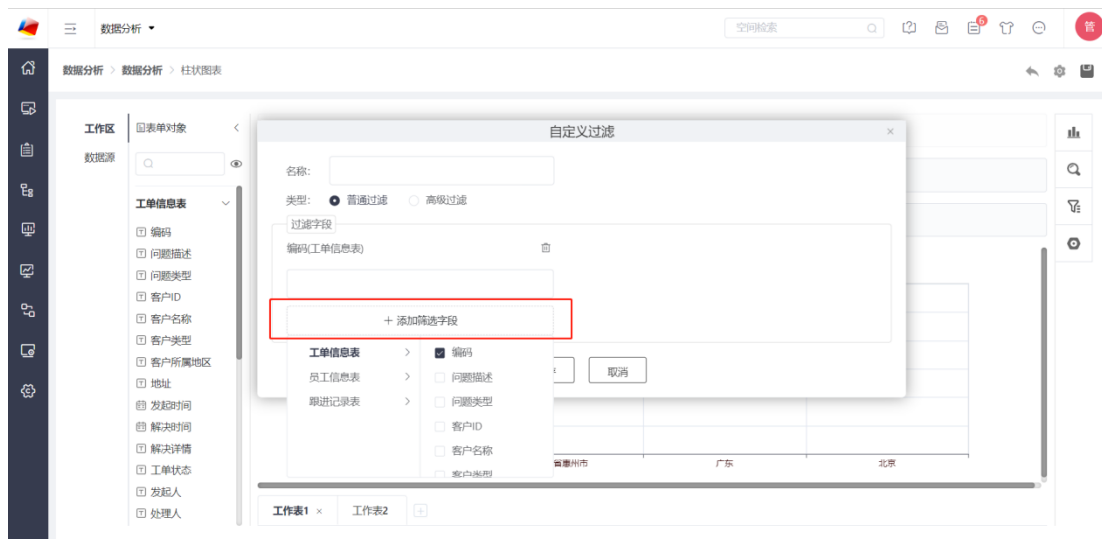 数据分析
空间检索
6
管
数据分析 > 数据分析 > 柱状图表
工作区
数据源
表单对象
工单信息表
编码
问题描述
问题类型
客户ID
客户名称
客户类型
客户所属地区
地址
发起时间
解决时间
解决详情
工单状态
发起人
处理人
自定义过滤
名称:
类型: 普通过滤 高级过滤
过滤字段
编码(工单信息表)
+ 添加筛选字段
工单信息表 > 编码
员工信息表 > 问题描述
跟进记录表 > 问题类型
客户ID
客户名称
客户类型
取消
省惠州市 广东 北京
工作表1 × 工作表2